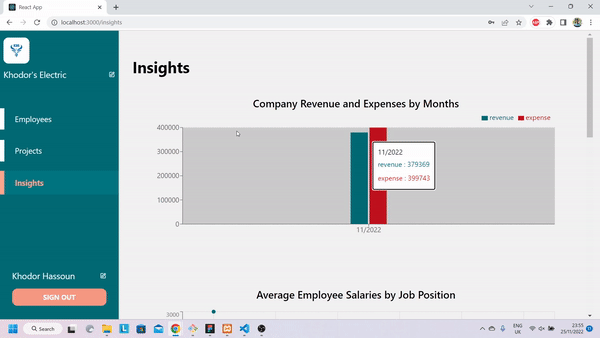 React App
localhost:3000/insights
Khodor's Electric
Employees
Projects
Insights
Khodor Hassoun
SIGN OUT
Insights
Company Revenue and Expenses by Months
revenue
expense
400000
300000
200000
100000
0
11/2022
revenue : 379369
expense : 399743
11/2022
Average Employee Salaries by Job Position
3000
Search
ENG
UK
23:55
23/11/2022